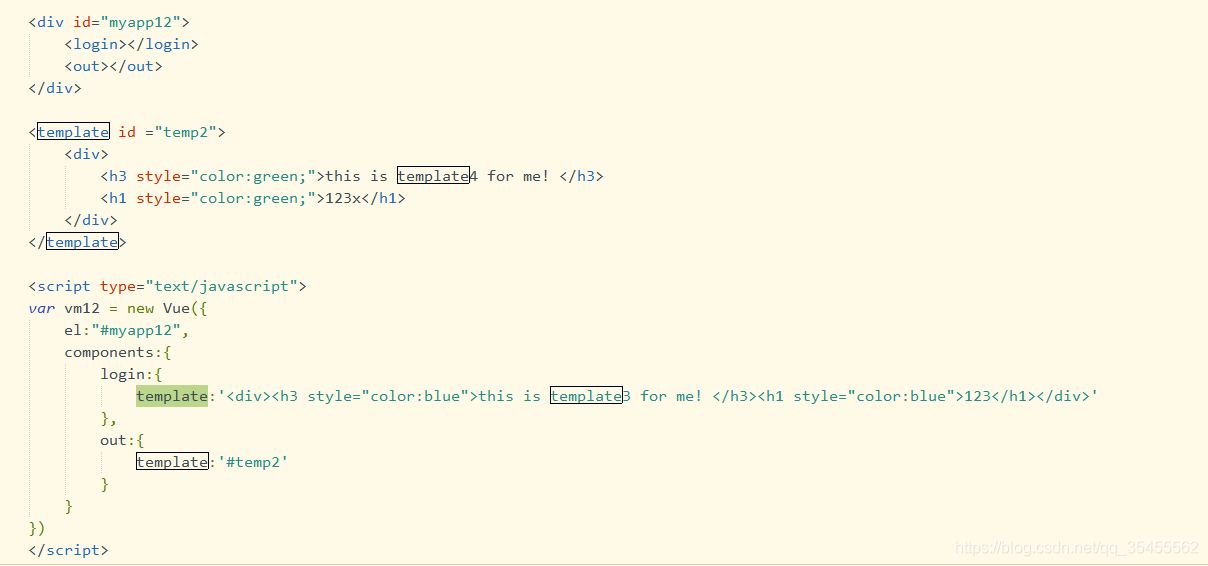 <div id="myapp12">
    <login></login>
    <out></out>
</div>

<template id ="temp2">
    <div>
        <h3 style="color:green;">this is template4 for me! </h3>
        <h1 style="color:green;">123x</h1>
    </div>
</template>

<script type="text/javascript">
var vm12 = new Vue({
    el:"#myapp12",
    components:{
        login:{
            template:'<div><h3 style="color:blue">this is template3 for me! </h3><h1 style="color:blue">123</h1></div>'
        },
        out:{
            template:'#temp2'
        }
    }
})
</script>
https://blog.csdn.net/qq_35455562